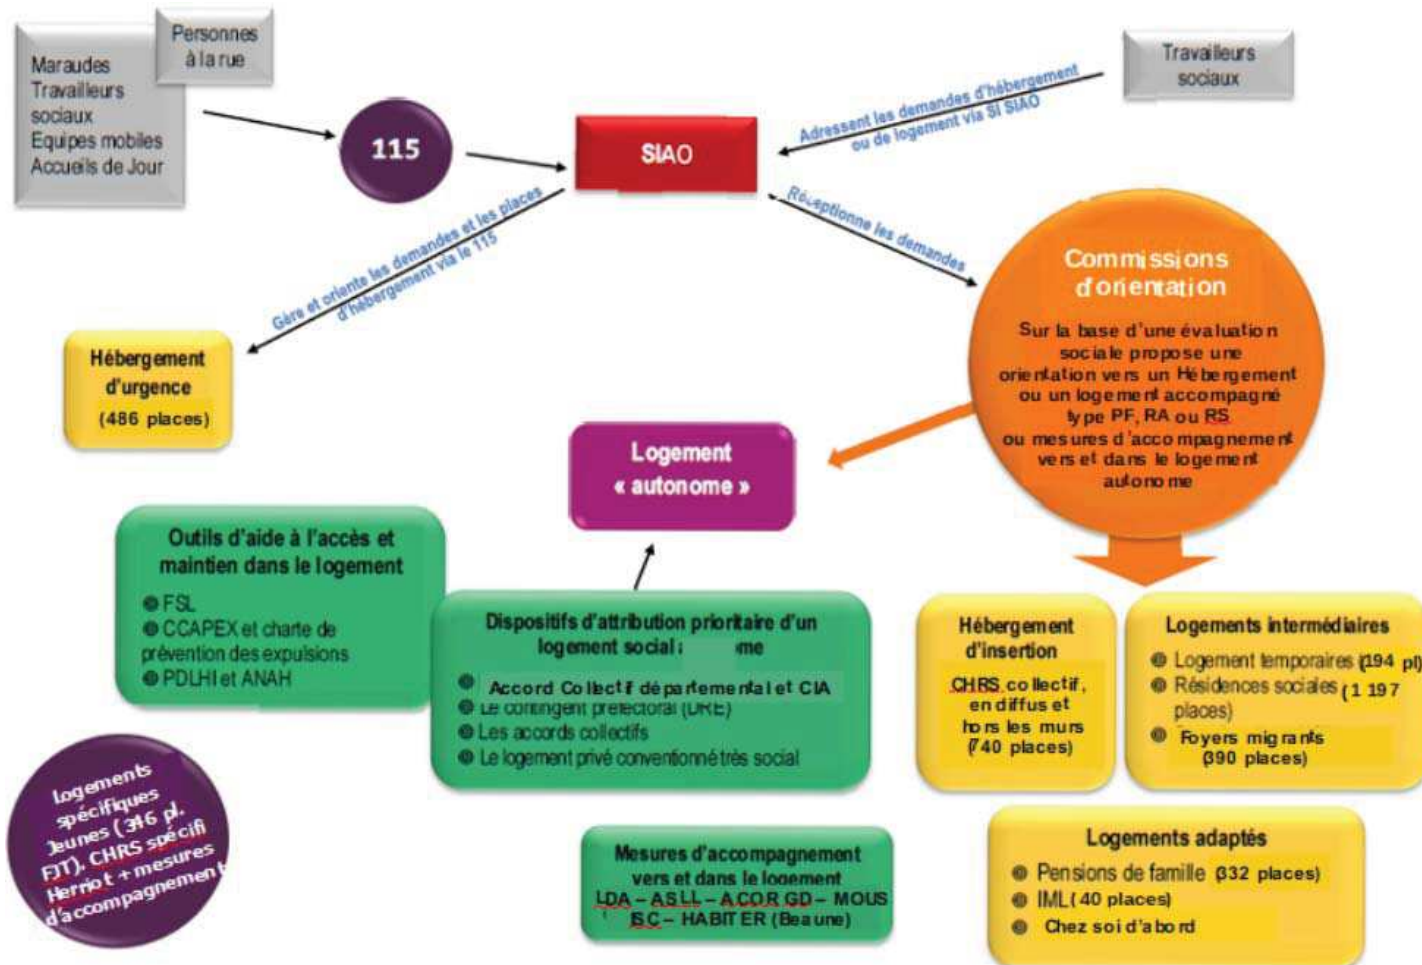 Personnes
à la rue
Maraudes
Travailleurs
sociaux
Equipes mobiles
Accueils de Jour
115
SIAO
Travailleurs
sociaux
Adressent les demandes d'hébergement
ou de logement via SI SIAO
Gère et oriente les demandes et les places
d'hébergement via le 115
Réceptionne les demandes
Commissions
d'orientation
Sur la base d'une évaluation
sociale propose une
orientation vers un Hébergement
ou un logement accompagné
type PF, RA ou RS
ou mesures d'accompagnement
vers et dans le logement
autonome
Hébergement
d'urgence
(486 places)
Logement
« autonome »
Outils d'aide à l'accès et
maintien dans le logement
FSL
CCAPEX et charte de
prévention des expulsions
PDLHI et ANAH
Dispositifs d'attribution prioritaire d'un
logement social
Accord Collectif départemental et CIA
Le contingent préfectoral (DRE)
Les accords collectifs
Le logement privé conventionné très social
Hébergement
d'insertion
CHRS collectif,
en diffus et
hors les murs
(740 places)
Logements intermédiaires
Logement temporaires (194 pl)
Résidences sociales (1 197
places)
Foyers migrants
(390 places)
Logements
spécifiques
Jeunes (346 pl.
FJT), CHRS spécifi
Herriot + mesures
d'accompagnement
Mesures d'accompagnement
vers et dans le logement
LDA – ASLL – ACOR GD – MOUS
ISC – HABITER (Beaune)
Logements adaptés
Pensions de famille (332 places)
IML (40 places)
Chez soi d'abord